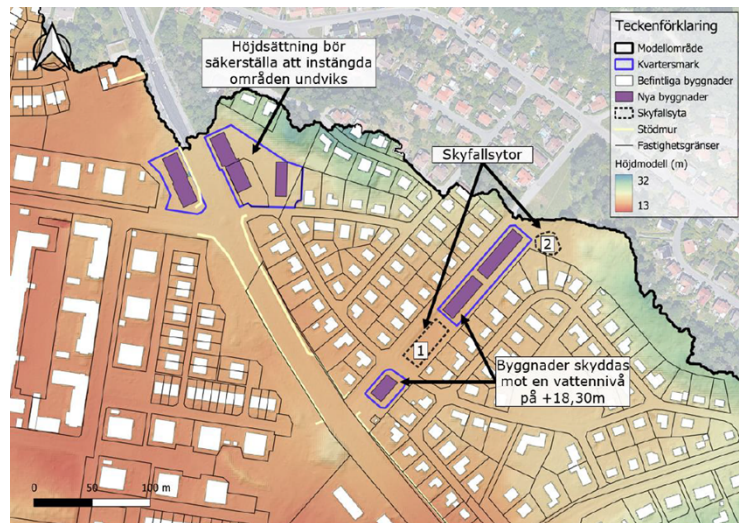 Höjdsättning bör
säkerställa att instängda
områden undviks
Skyfallsytor
2
1
Byggnader skyddas
mot en vattennivå
på +18,30m
0
50
100 m
Teckenförklaring
Modellområde
Kvartersmark
Befintliga byggnader
Nya byggnader
Skyfallsyta
Stödmur
Fastighetsgränser
Höjdmodell (m)
32
13